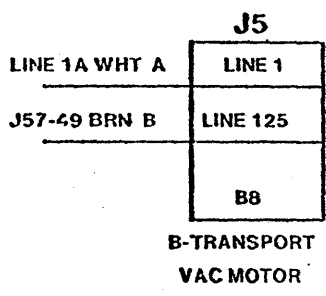 J5
LINE 1A WHT A LINE 1
J57-49 BRN B LINE 125
B8
B-TRANSPORT
VAC MOTOR